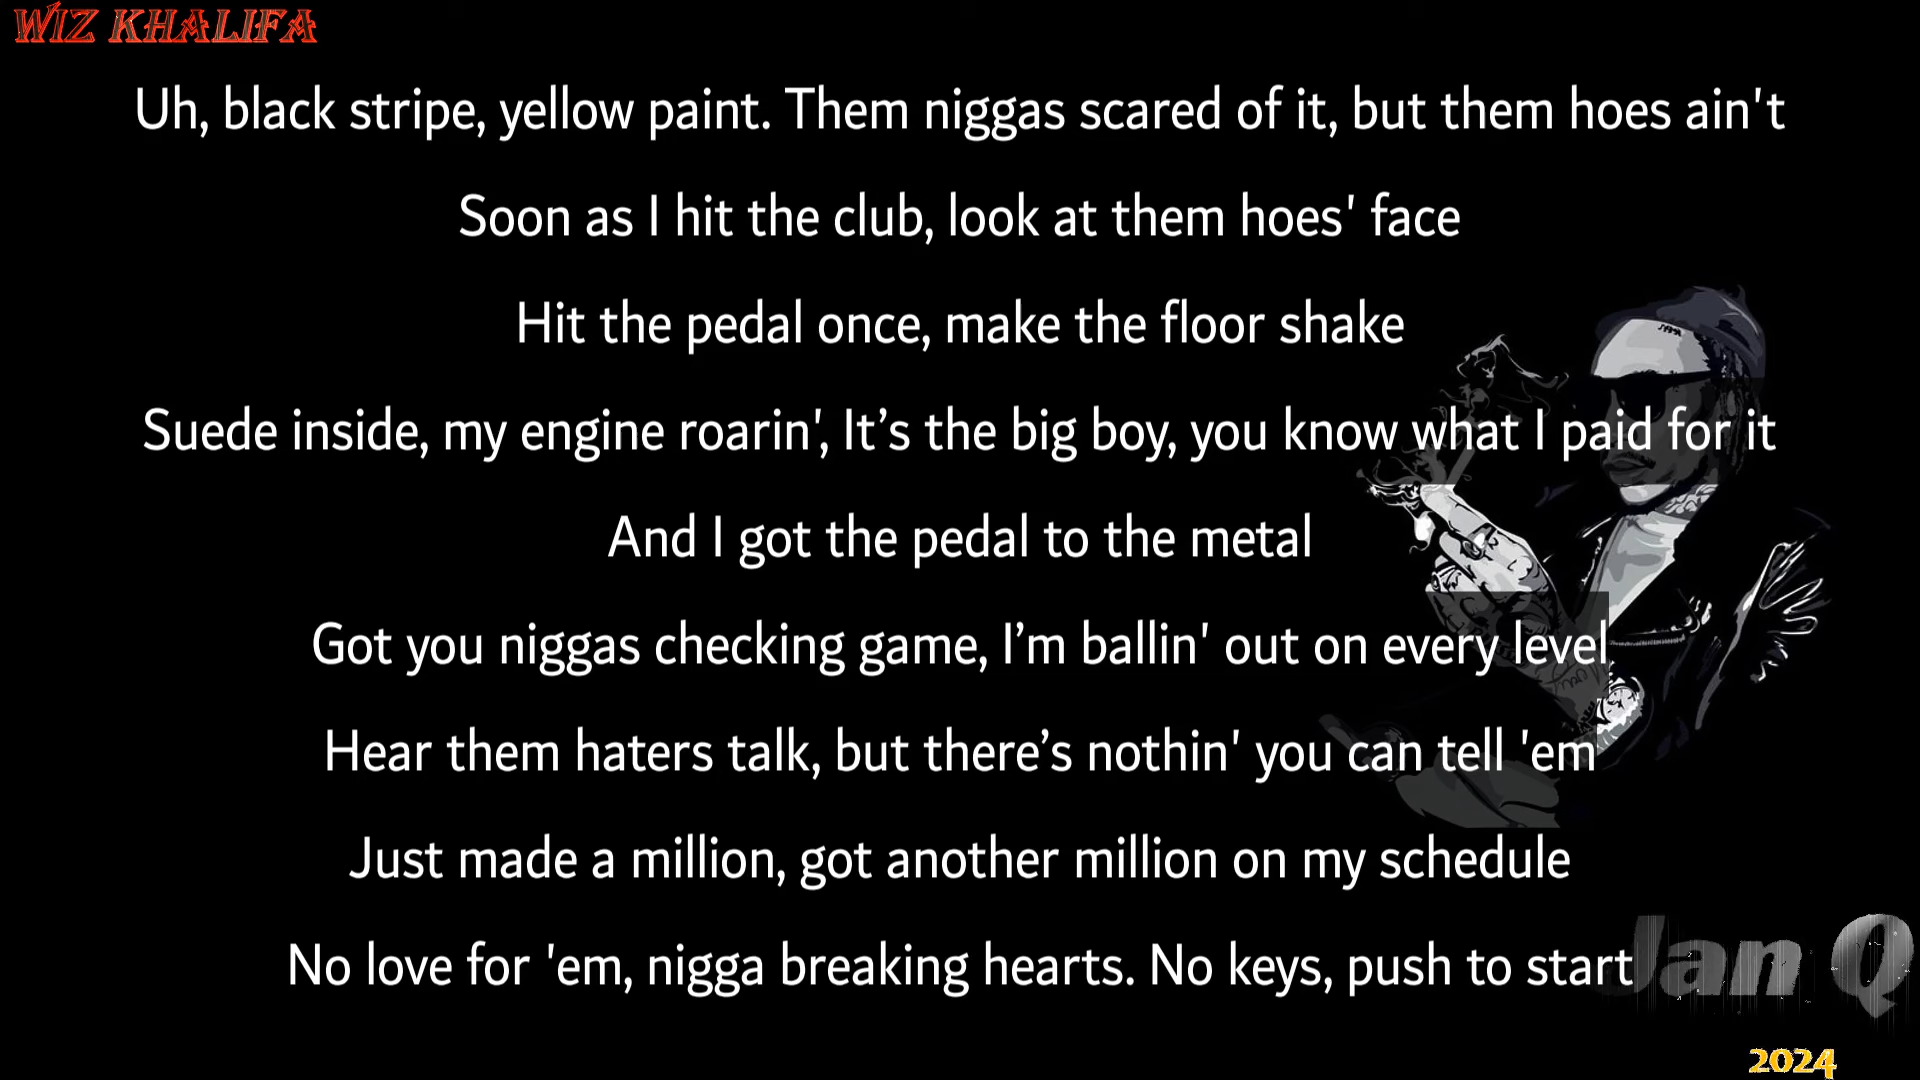 WIZ KHALIFA
Uh, black stripe, yellow paint. Them niggas scared of it, but them hoes ain't
Soon as I hit the club, look at them hoes' face
Hit the pedal once, make the floor shake
Suede inside, my engine roarin', It’s the big boy, you know what I paid for it
And I got the pedal to the metal
Got you niggas checking game, I’m ballin' out on every level
Hear them haters talk, but there’s nothin' you can tell 'em
Just made a million, got another million on my schedule
No love for 'em, nigga breaking hearts. No keys, push to start
Jan Q
2024